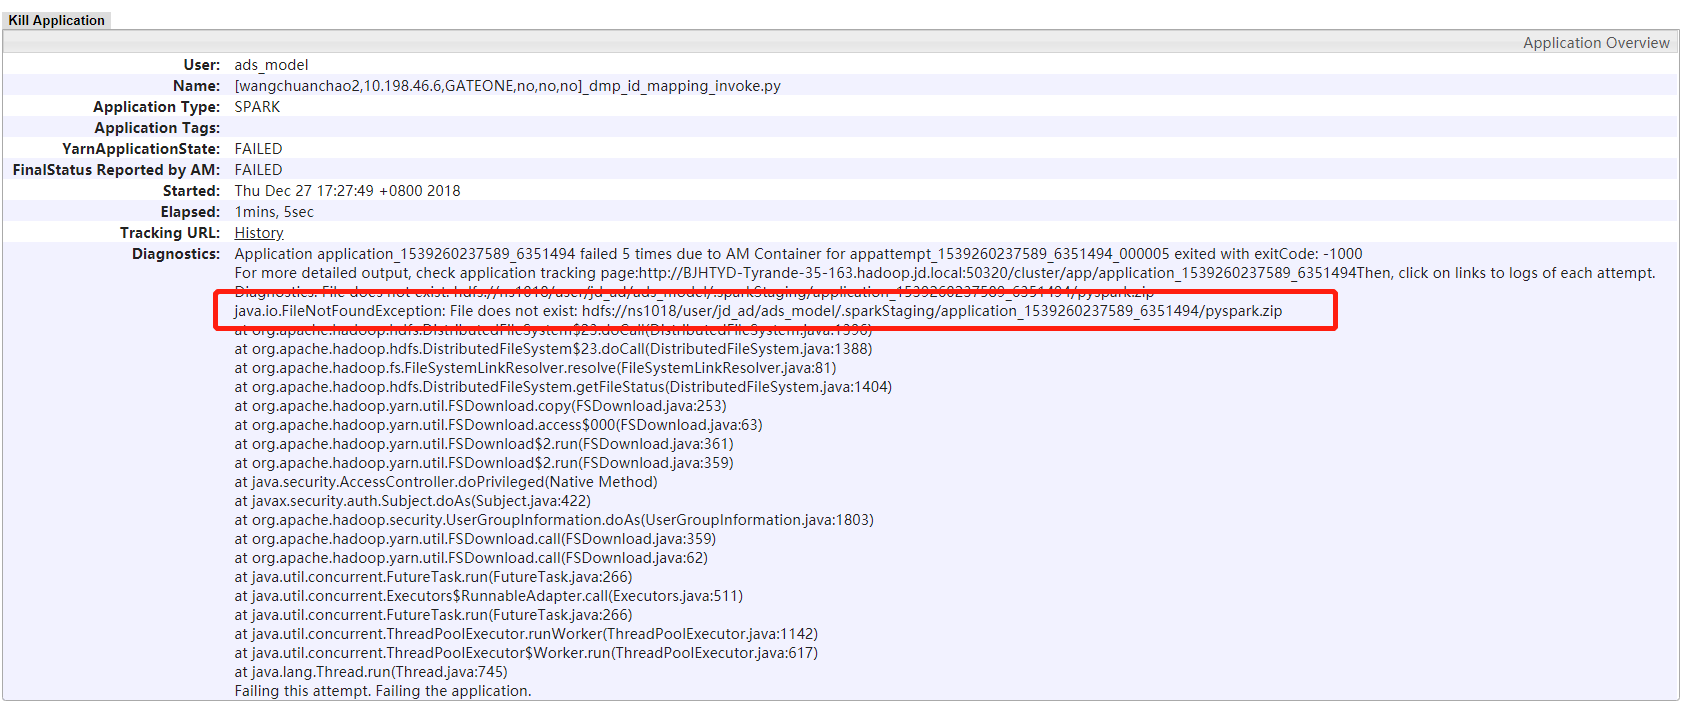 Kill Application
Application Overview
User: ads_model
Name: [wangchuanchao2,10.198.46.6,GATEONE,no,no,no]_dmp_id_mapping_invoke.py
Application Type: SPARK
Application Tags:
YarnApplicationState: FAILED
FinalStatus Reported by AM: FAILED
Started: Thu Dec 27 17:27:49 +0800 2018
Elapsed: 1mins, 5sec
Tracking URL: History
Diagnostics: Application application_1539260237589_6351494 failed 5 times due to AM Container for appattempt_1539260237589_6351494_000005 exited with exitCode: -1000
For more detailed output, check application tracking page:http://BJHTYD-Tyrande-35-163.hadoop.jd.local:50320/cluster/app/application_1539260237589_6351494Then, click on links to logs of each attempt.
Diagnostics: File does not exist: hdfs://ns1018/user/jd_ad/ads_model/.sparkStaging/application_1539260237589_6351494/pyspark.zip
java.io.FileNotFoundException: File does not exist: hdfs://ns1018/user/jd_ad/ads_model/.sparkStaging/application_1539260237589_6351494/pyspark.zip
at org.apache.hadoop.hdfs.DistributedFileSystem$23.doCall(DistributedFileSystem.java:1396)
at org.apache.hadoop.hdfs.DistributedFileSystem$23.doCall(DistributedFileSystem.java:1388)
at org.apache.hadoop.fs.FileSystemLinkResolver.resolve(FileSystemLinkResolver.java:81)
at org.apache.hadoop.hdfs.DistributedFileSystem.getFileStatus(DistributedFileSystem.java:1404)
at org.apache.hadoop.yarn.util.FSDownload.copy(FSDownload.java:253)
at org.apache.hadoop.yarn.util.FSDownload.access$000(FSDownload.java:63)
at org.apache.hadoop.yarn.util.FSDownload$2.run(FSDownload.java:361)
at org.apache.hadoop.yarn.util.FSDownload$2.run(FSDownload.java:359)
at java.security.AccessController.doPrivileged(Native Method)
at javax.security.auth.Subject.doAs(Subject.java:422)
at org.apache.hadoop.security.UserGroupInformation.doAs(UserGroupInformation.java:1803)
at org.apache.hadoop.yarn.util.FSDownload.call(FSDownload.java:359)
at org.apache.hadoop.yarn.util.FSDownload.call(FSDownload.java:62)
at java.util.concurrent.FutureTask.run(FutureTask.java:266)
at java.util.concurrent.Executors$RunnableAdapter.call(Executors.java:511)
at java.util.concurrent.FutureTask.run(FutureTask.java:266)
at java.util.concurrent.ThreadPoolExecutor.runWorker(ThreadPoolExecutor.java:1142)
at java.util.concurrent.ThreadPoolExecutor$Worker.run(ThreadPoolExecutor.java:617)
at java.lang.Thread.run(Thread.java:745)
Failing this attempt. Failing the application.